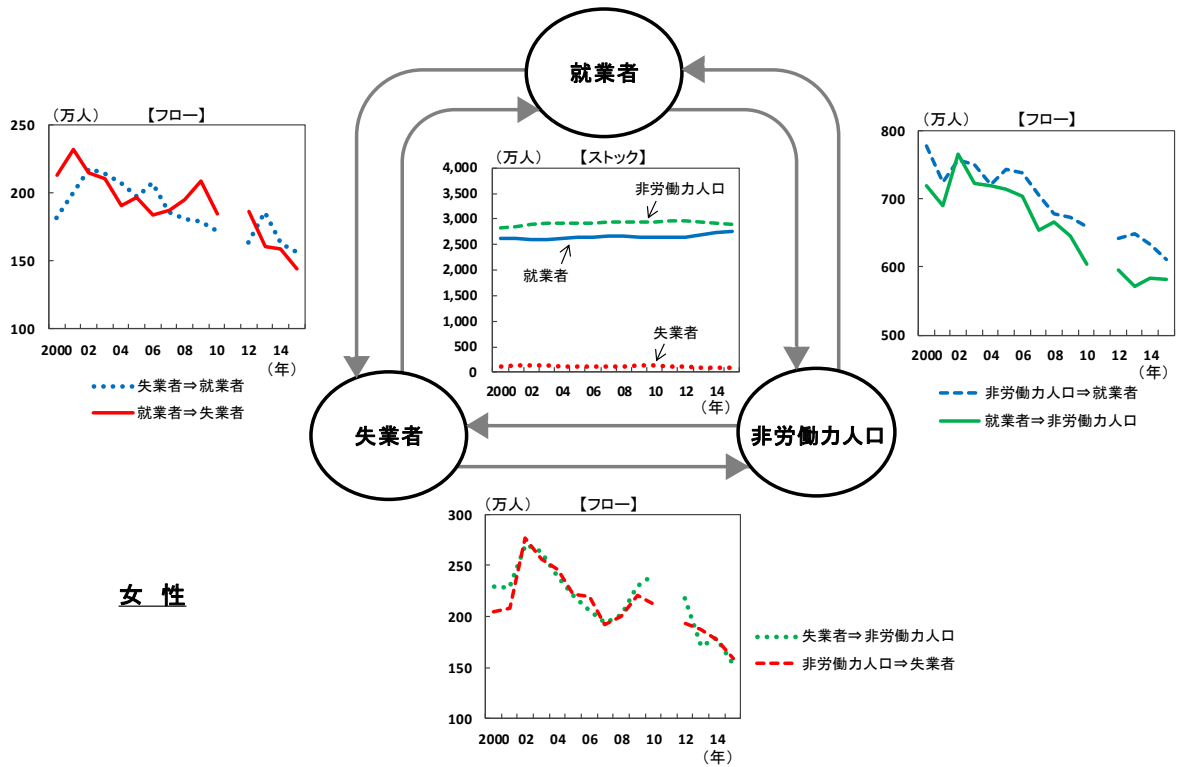 就業者
（万人）　【フロー】
250
200
150
100
2000 02 04 06 08 10 12 14
（年）
失業者⇒就業者
就業者⇒失業者
（万人）　【ストック】
4,000
3,500
3,000
2,500
2,000
1,500
1,000
500
0
非労働力人口
就業者
失業者
2000 02 04 06 08 10 12 14
（年）
（万人）　【フロー】
800
700
600
500
2000 02 04 06 08 10 12 14
（年）
非労働力人口⇒就業者
就業者⇒非労働力人口
失業者
非労働力人口
（万人）　【フロー】
300
250
200
150
100
2000 02 04 06 08 10 12 14
（年）
失業者⇒非労働力人口
非労働力人口⇒失業者
女 性